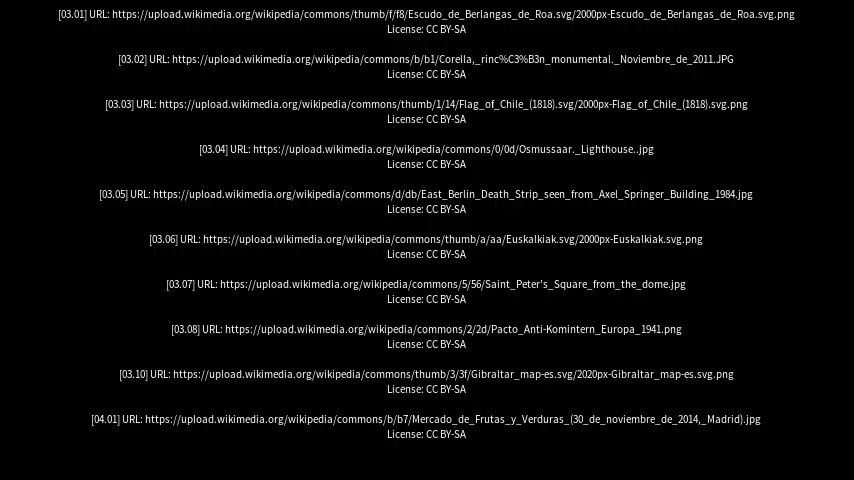 [03.01] URL: https://upload.wikimedia.org/wikipedia/commons/thumb/f/f8/Escudo_de_Berlangas_de_Roa.svg/2000px-Escudo_de_Berlangas_de_Roa.svg.png
License: CC BY-SA
[03.02] URL: https://upload.wikimedia.org/wikipedia/commons/b/b1/Corella,_rinc%C3%B3n_monumental._Noviembre_de_2011.JPG
License: CC BY-SA
[03.03] URL: https://upload.wikimedia.org/wikipedia/commons/thumb/1/14/Flag_of_Chile_(1818).svg/2000px-Flag_of_Chile_(1818).svg.png
License: CC BY-SA
[03.04] URL: https://upload.wikimedia.org/wikipedia/commons/0/0d/Osmussaar._Lighthouse..jpg
License: CC BY-SA
[03.05] URL: https://upload.wikimedia.org/wikipedia/commons/d/db/East_Berlin_Death_Strip_seen_from_Axel_Springer_Building_1984.jpg
License: CC BY-SA
[03.06] URL: https://upload.wikimedia.org/wikipedia/commons/thumb/a/aa/Euskalkiak.svg/2000px-Euskalkiak.svg.png
License: CC BY-SA
[03.07] URL: https://upload.wikimedia.org/wikipedia/commons/5/56/Saint_Peter's_Square_from_the_dome.jpg
License: CC BY-SA
[03.08] URL: https://upload.wikimedia.org/wikipedia/commons/2/2d/Pacto_Anti-Komintern_Europa_1941.png
License: CC BY-SA
[03.10] URL: https://upload.wikimedia.org/wikipedia/commons/thumb/3/3f/Gibraltar_map-es.svg/2020px-Gibraltar_map-es.svg.png
License: CC BY-SA
[04.01] URL: https://upload.wikimedia.org/wikipedia/commons/b/b7/Mercado_de_Frutas_y_Verduras_(30_de_noviembre_de_2014,_Madrid).jpg
License: CC BY-SA